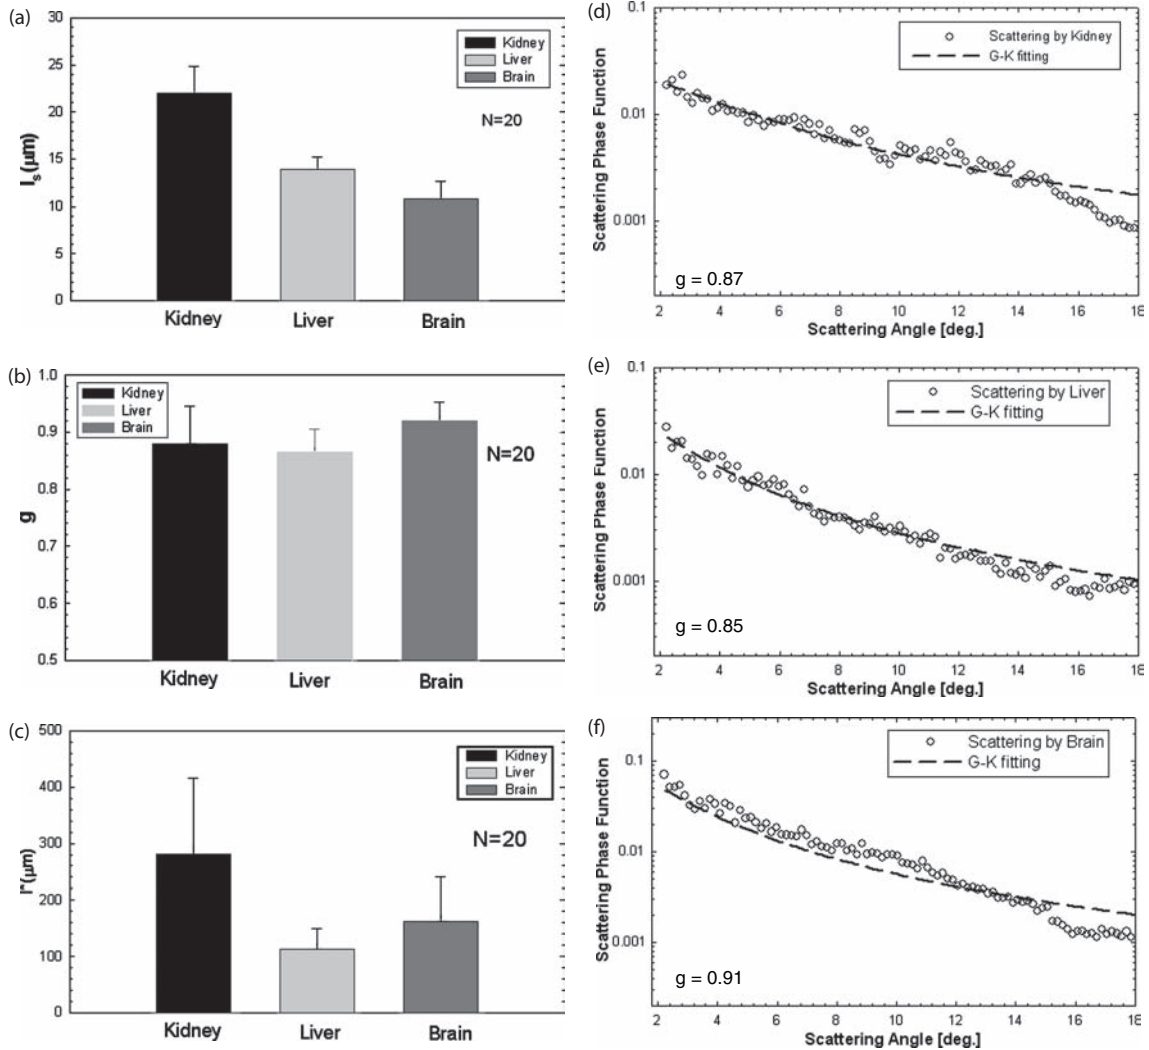 (a)
30
25
20
15
10
5
0
l_s(μm)
Kidney
Liver
Brain
N=20
Kidney Liver Brain
(b)
1.0
0.9
0.8
0.7
0.6
0.5
g
Kidney
Liver
Brain
N=20
Kidney Liver Brain
(c)
500
400
300
200
100
0
l*(μm)
Kidney
Liver
Brain
N=20
Kidney Liver Brain
(d)
0.1
0.01
0.001
Scattering Phase Function
Scattering by Kidney
G-K fitting
g = 0.87
2 4 6 8 10 12 14 16 18
Scattering Angle [deg.]
(e)
0.1
0.01
0.001
Scattering Phase Function
Scattering by Liver
G-K fitting
g = 0.85
2 4 6 8 10 12 14 16 18
Scattering Angle [deg.]
(f)
0.1
0.01
0.001
Scattering Phase Function
Scattering by Brain
G-K fitting
g = 0.91
2 4 6 8 10 12 14 16 18
Scattering Angle [deg.]